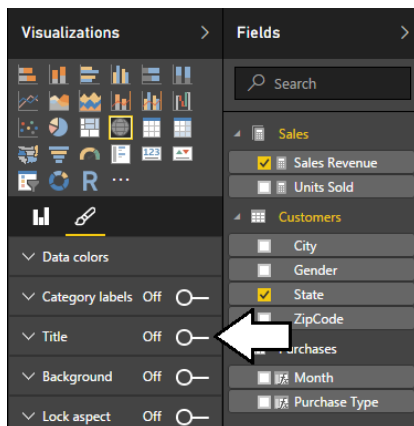 Visualizations
Fields
Search
123
R ...
Sales
Sales Revenue
Units Sold
Customers
City
Gender
State
ZipCode
Month
Purchase Type
Data colors
Category labels Off
Title Off
Background Off
Lock aspect Off